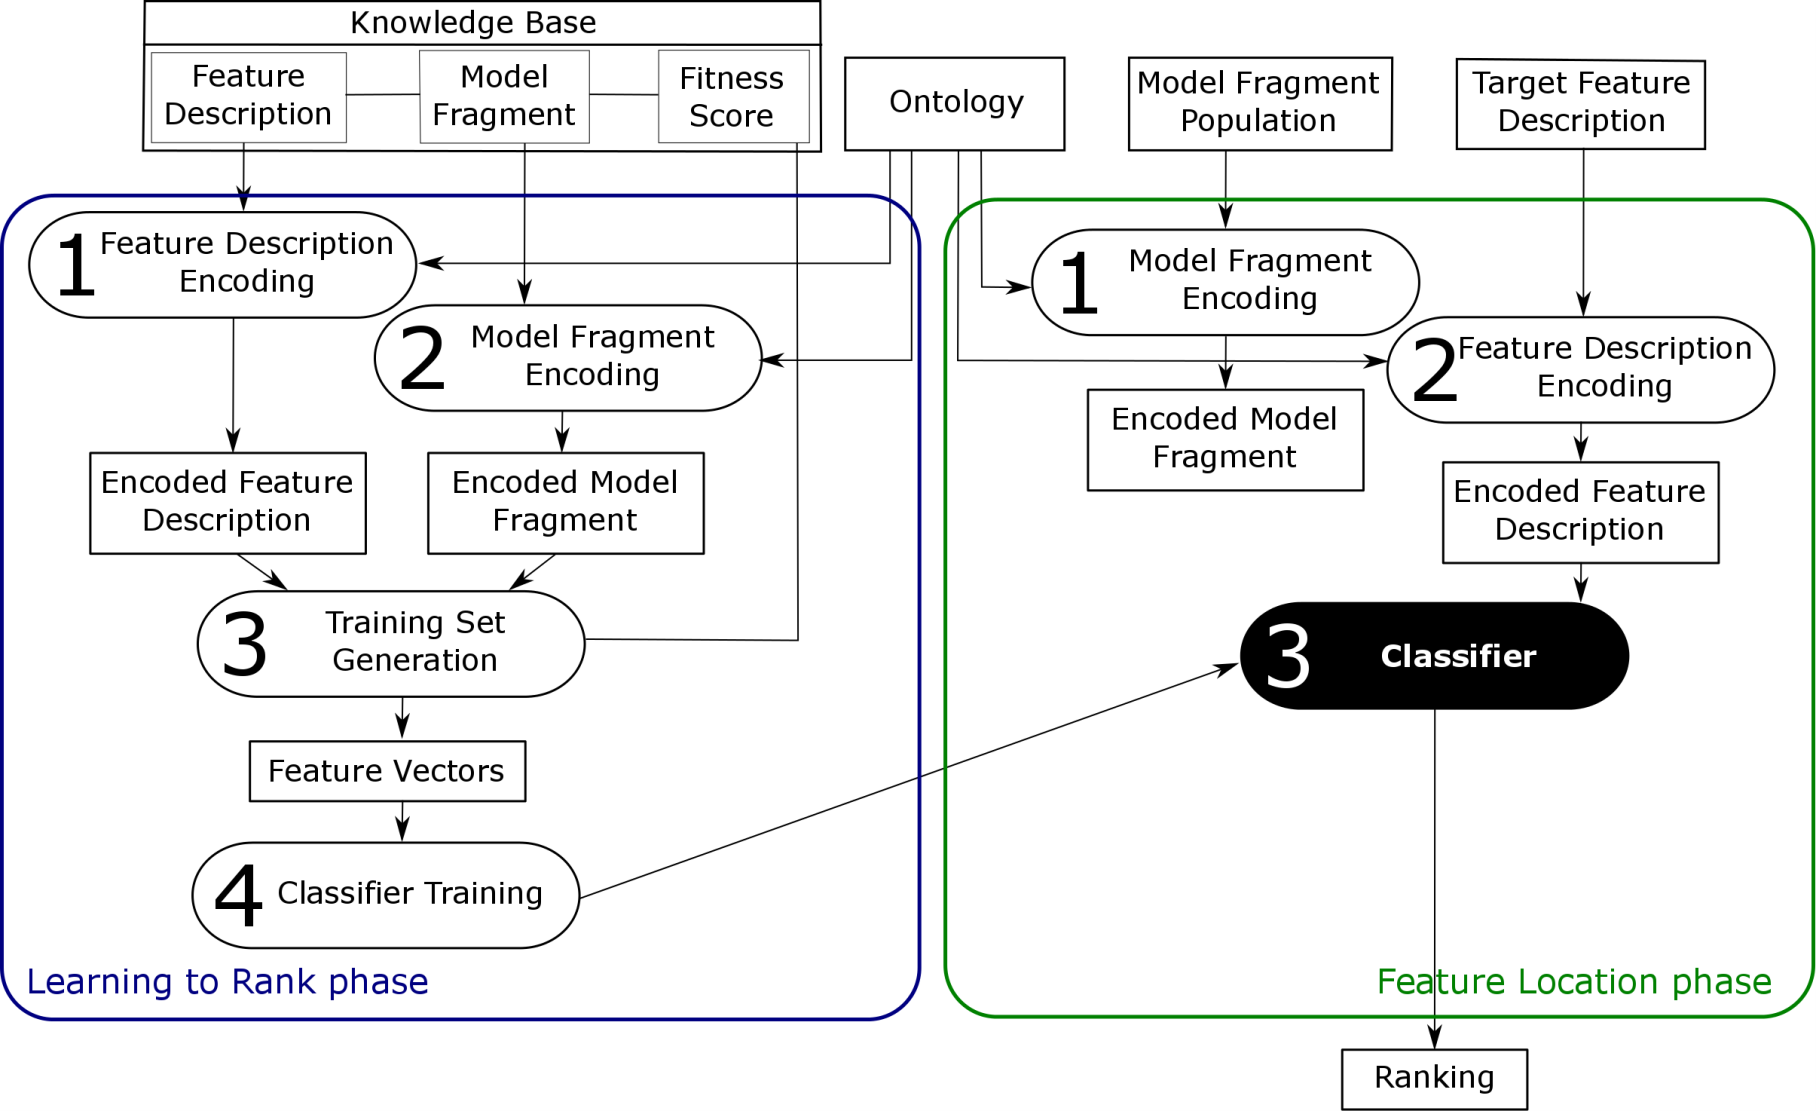 Knowledge Base
Feature
Description
Model
Fragment
Fitness
Score
Ontology
Model Fragment
Population
Target Feature
Description
1
Feature Description
Encoding
2
Model Fragment
Encoding
Encoded Feature
Description
Encoded Model
Fragment
3
Training Set
Generation
Feature Vectors
4
Classifier Training
Learning to Rank phase
1
Model Fragment
Encoding
2
Feature Description
Encoding
Encoded Model
Fragment
Encoded Feature
Description
3
Classifier
Feature Location phase
Ranking